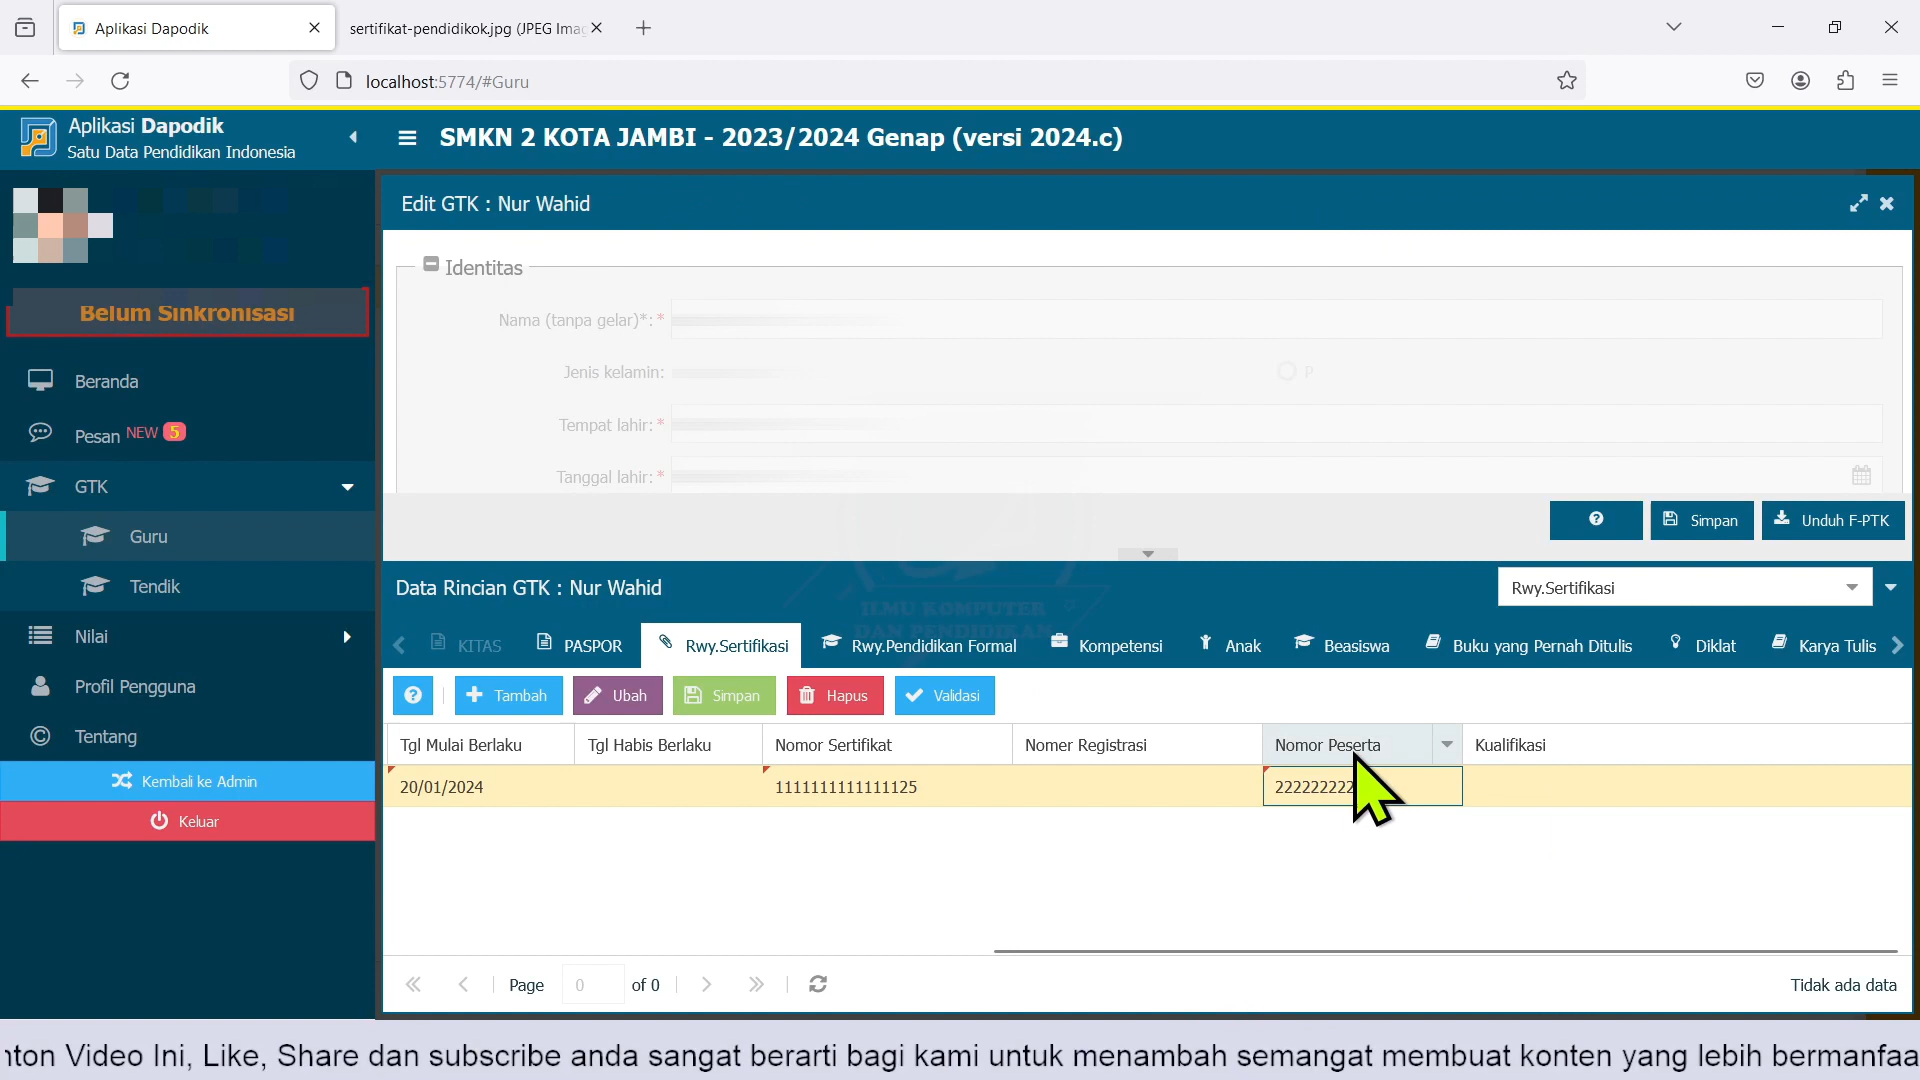 Aplikasi Dapodik
sertifikat-pendidikok.jpg (JPEG Imag
localhost:5774/#Guru
Aplikasi Dapodik
Satu Data Pendidikan Indonesia
SMKN 2 KOTA JAMBI - 2023/2024 Genap (versi 2024.c)
Belum Sinkronisasi
Beranda
Pesan NEW 5
GTK
Guru
Tendik
Nilai
Profil Pengguna
Tentang
Kembali ke Admin
Keluar
Edit GTK : Nur Wahid
Identitas
Nama (tanpa gelar)*: *
Jenis kelamin:
P
Tempat lahir: *
Tanggal lahir: *
Simpan
Unduh F-PTK
Data Rincian GTK : Nur Wahid
Rwy.Sertifikasi
KITAS
PASPOR
Rwy.Sertifikasi
Rwy.Pendidikan Formal
Kompetensi
Anak
Beasiswa
Buku yang Pernah Ditulis
Diklat
Karya Tulis
ILMU KOMPUTER
DAN PENDIDIKAN
Tambah
Ubah
Simpan
Hapus
Validasi
Tgl Mulai Berlaku
Tgl Habis Berlaku
Nomor Sertifikat
Nomer Registrasi
Nomor Peserta
Kualifikasi
20/01/2024
1111111111111125
222222222
Page 0 of 0
Tidak ada data
nton Video Ini, Like, Share dan subscribe anda sangat berarti bagi kami untuk menambah semangat membuat konten yang lebih bermanfaa